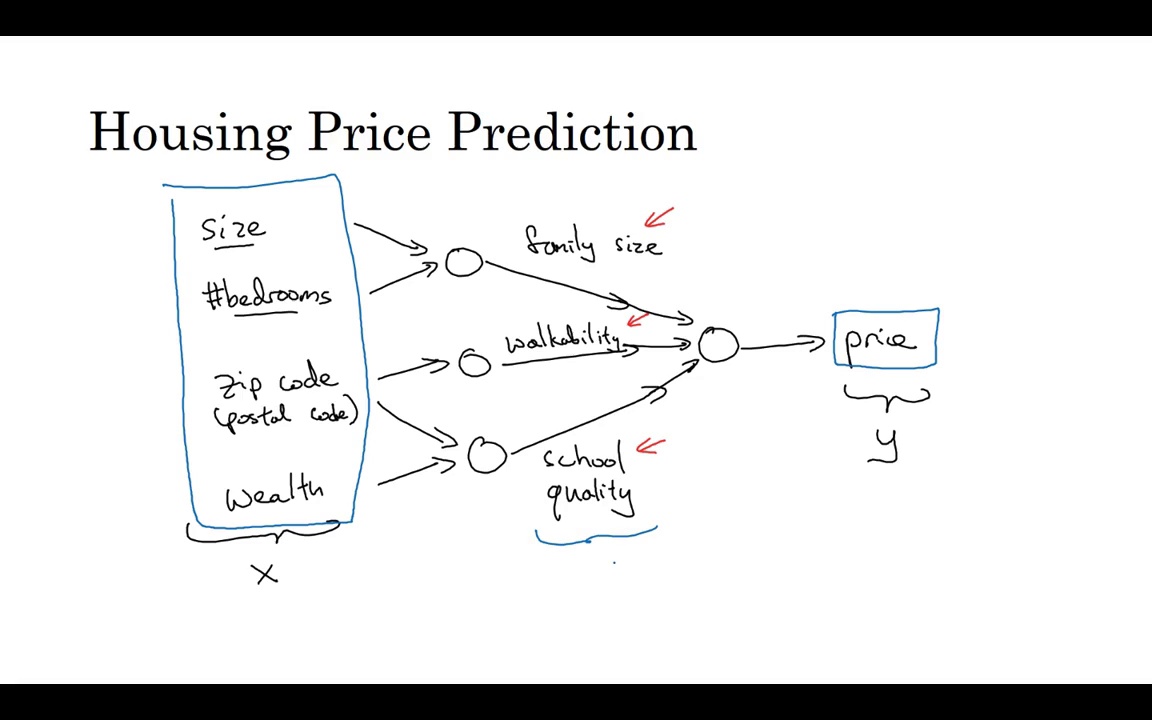 Housing Price Prediction
size
#bedrooms
zip code
(postal code)
wealth
x
family size
walkability
school
quality
price
y